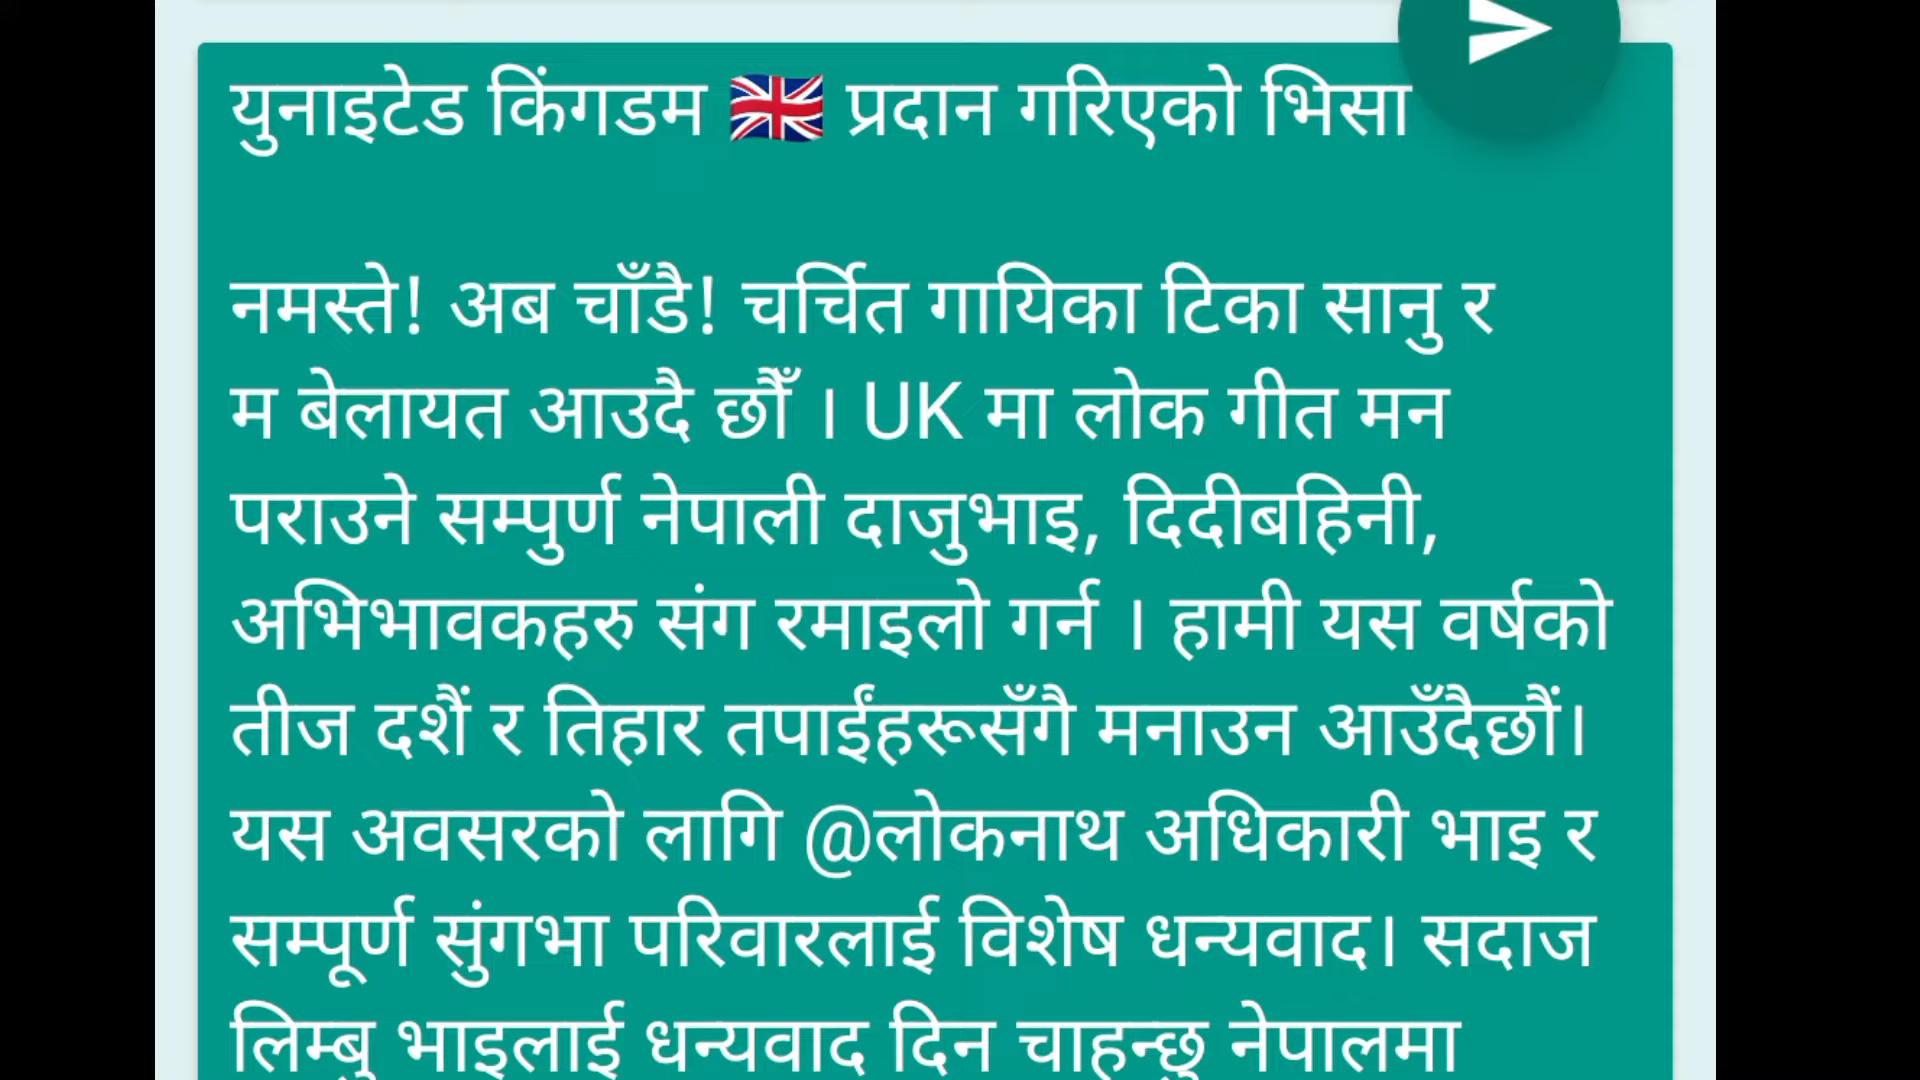 युनाइटेड किंगडम 🇬🇧 प्रदान गरिएको भिसा
नमस्ते! अब चाँडै! चर्चित गायिका टिका सानु र
म बेलायत आउदै छौँ । UK मा लोक गीत मन
पराउने सम्पुर्ण नेपाली दाजुभाइ, दिदीबहिनी,
अभिभावकहरु संग रमाइलो गर्न । हामी यस वर्षको
तीज दशैं र तिहार तपाईंहरूसँगै मनाउन आउँदैछौं।
यस अवसरको लागि @लोकनाथ अधिकारी भाइ र
सम्पूर्ण सुंगभा परिवारलाई विशेष धन्यवाद। सदाज
लिम्बु भाइलाई धन्यवाद दिन चाहन्छु नेपालमा